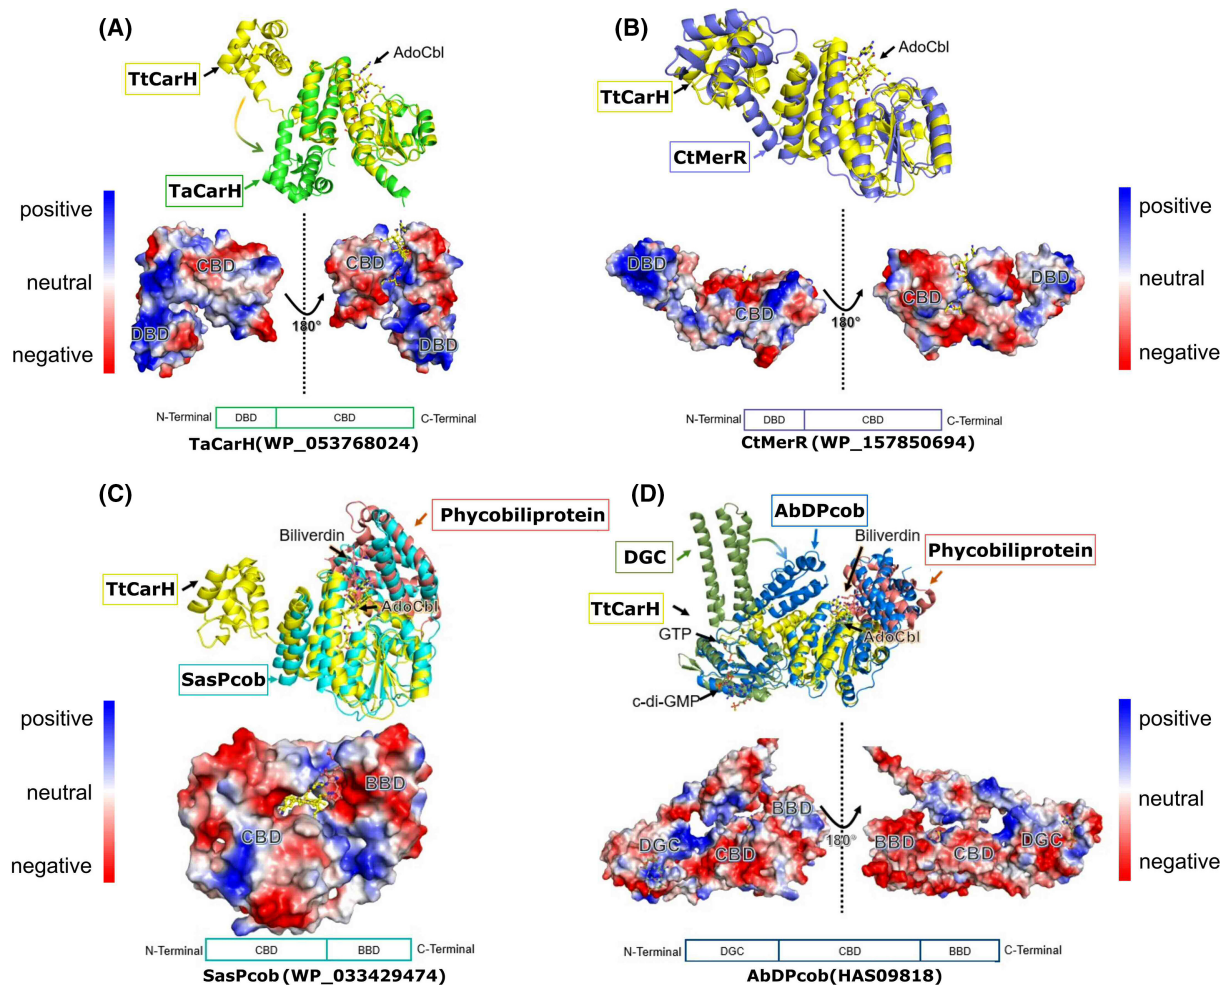 (A)
AdoCbl
TtCarH
TaCarH
positive
neutral
negative
CBD
CBD
DBD
DBD
180°
N-Terminal
DBD
CBD
C-Terminal
TaCarH(WP_053768024)
(B)
AdoCbl
TtCarH
CtMerR
positive
neutral
negative
DBD
CBD
CBD
DBD
180°
N-Terminal
DBD
CBD
C-Terminal
CtMerR (WP_157850694)
(C)
Phycobiliprotein
Biliverdin
TtCarH
AdoCbl
SasPcob
positive
neutral
negative
BBD
CBD
N-Terminal
CBD
BBD
C-Terminal
SasPcob (WP_033429474)
(D)
AbDPcob
Biliverdin
DGC
Phycobiliprotein
TtCarH
GTP
AdoCbl
c-di-GMP
positive
neutral
negative
BBD
DGC
CBD
180°
BBD
CBD
DGC
N-Terminal
DGC
CBD
BBD
C-Terminal
AbDPcob(HAS09818)